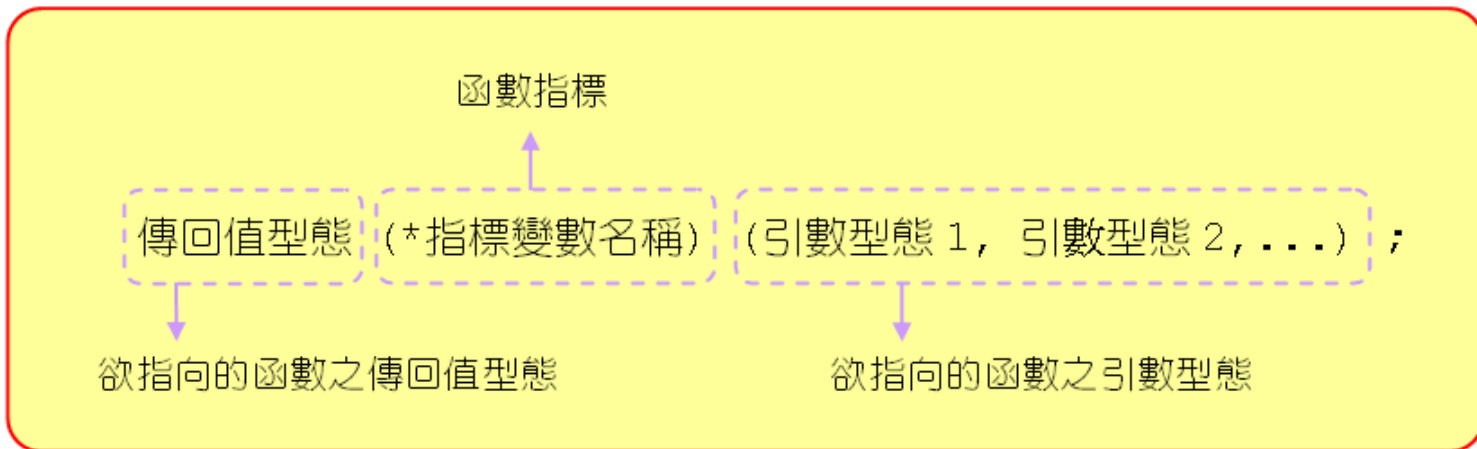 函數指標
傳回值型態 (*指標變數名稱) (引數型態 1, 引數型態 2,...) ;
欲指向的函數之傳回值型態
欲指向的函數之引數型態